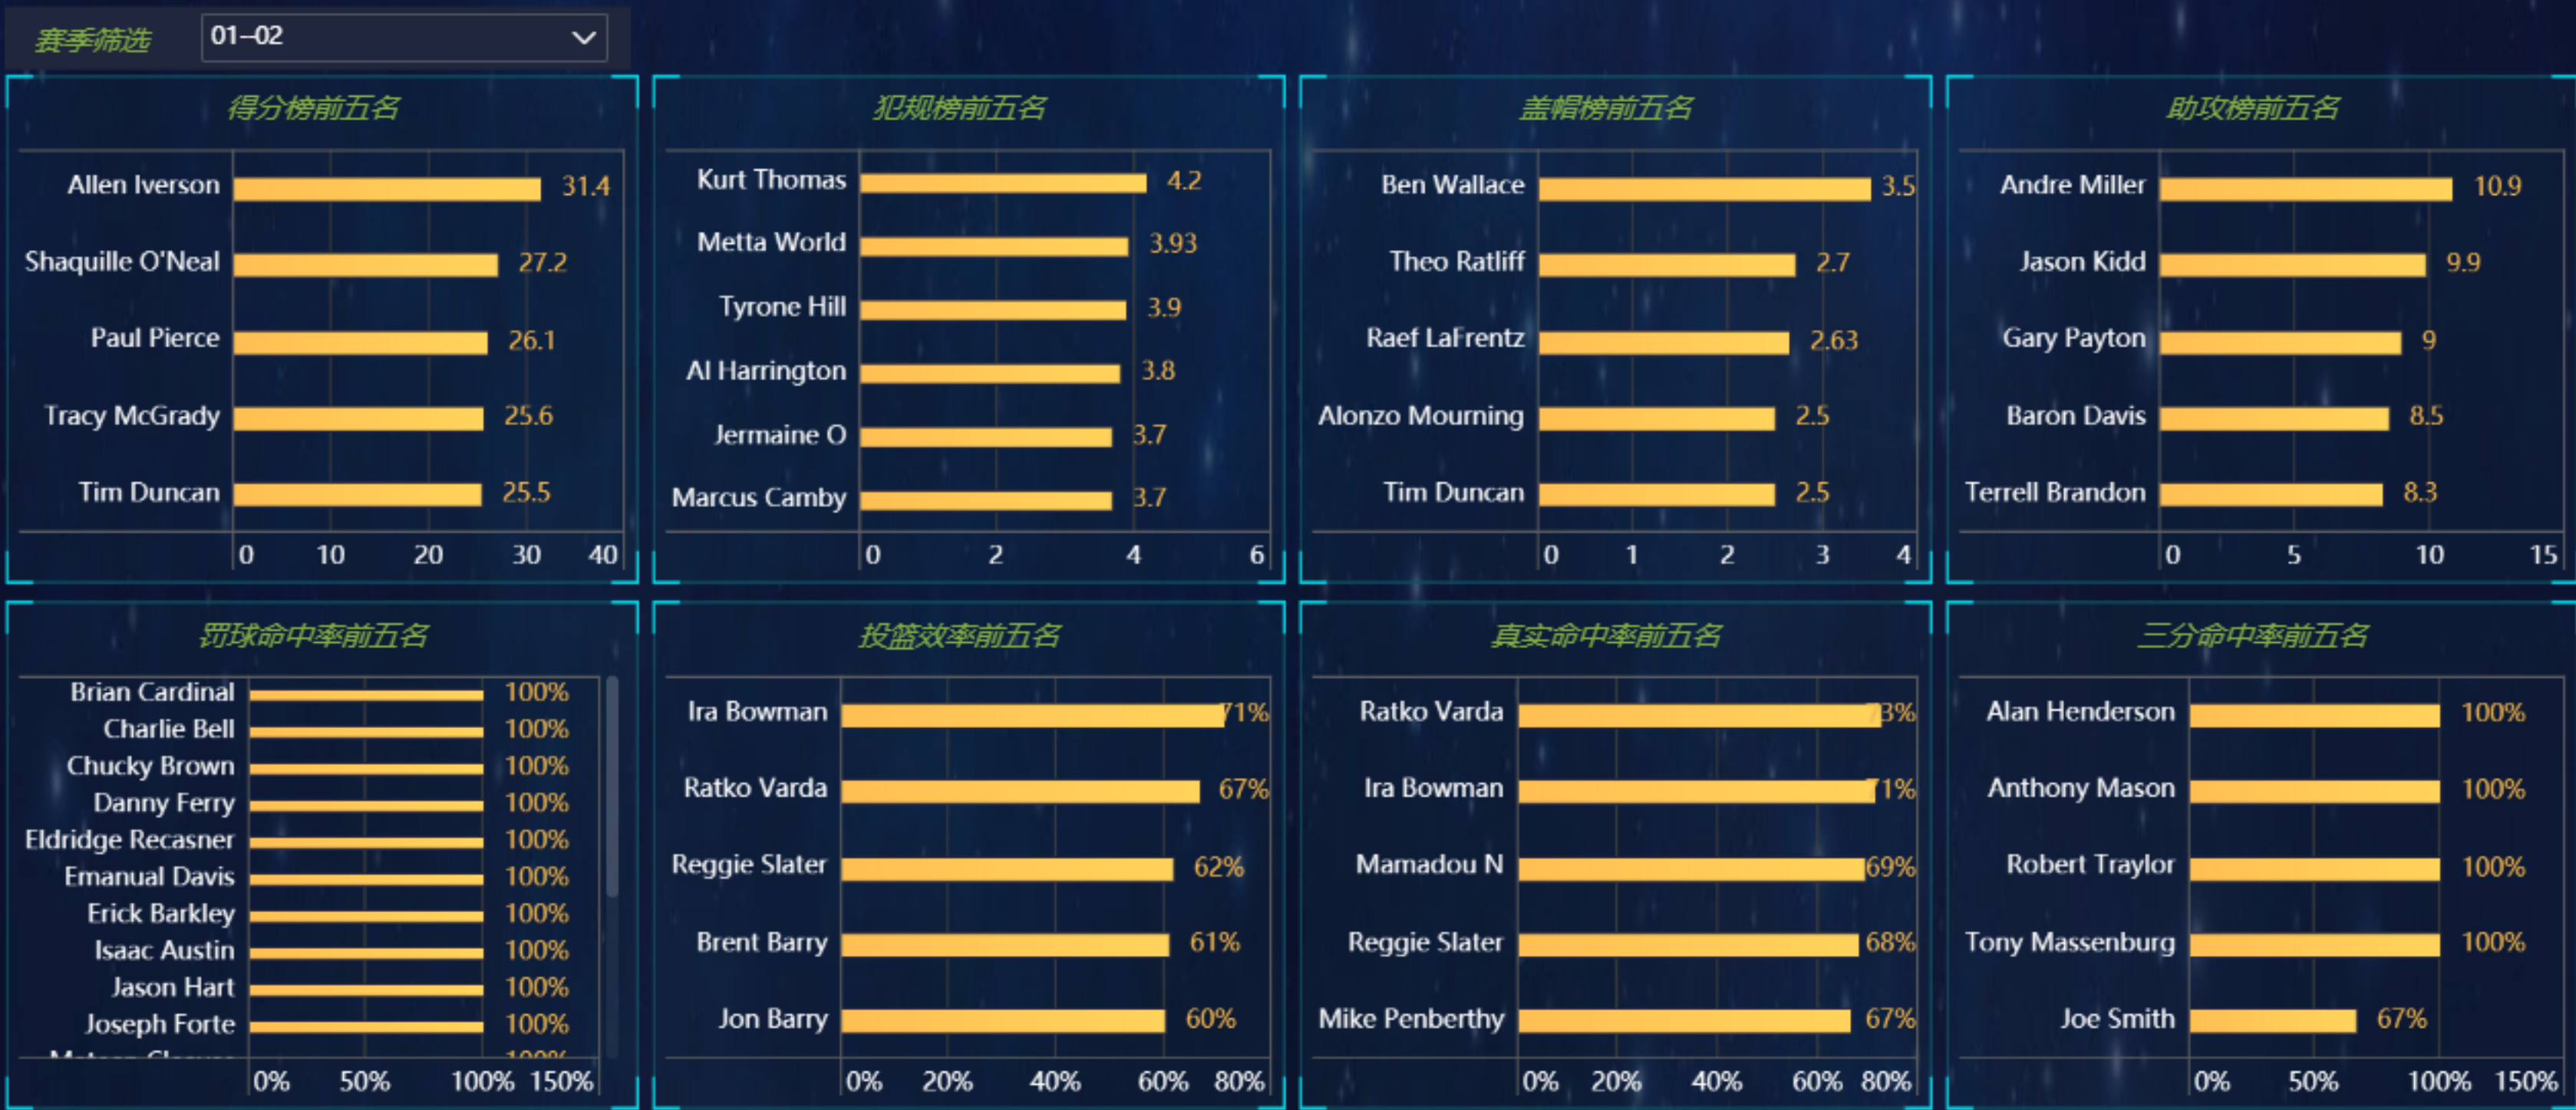 赛季筛选
01--02
得分榜前五名
Allen Iverson 31.4
Shaquille O'Neal 27.2
Paul Pierce 26.1
Tracy McGrady 25.6
Tim Duncan 25.5
0 10 20 30 40
犯规榜前五名
Kurt Thomas 4.2
Metta World 3.93
Tyrone Hill 3.9
Al Harrington 3.8
Jermaine O 3.7
Marcus Camby 3.7
0 2 4 6
盖帽榜前五名
Ben Wallace 3.5
Theo Ratliff 2.7
Raef LaFrentz 2.63
Alonzo Mourning 2.5
Tim Duncan 2.5
0 1 2 3 4
助攻榜前五名
Andre Miller 10.9
Jason Kidd 9.9
Gary Payton 9
Baron Davis 8.5
Terrell Brandon 8.3
0 5 10 15
罚球命中率前五名
Brian Cardinal 100%
Charlie Bell 100%
Chucky Brown 100%
Danny Ferry 100%
Eldridge Recasner 100%
Emanual Davis 100%
Erick Barkley 100%
Isaac Austin 100%
Jason Hart 100%
Joseph Forte 100%
0% 50% 100% 150%
投篮效率前五名
Ira Bowman 71%
Ratko Varda 67%
Reggie Slater 62%
Brent Barry 61%
Jon Barry 60%
0% 20% 40% 60% 80%
真实命中率前五名
Ratko Varda 73%
Ira Bowman 71%
Mamadou N 69%
Reggie Slater 68%
Mike Penberthy 67%
0% 20% 40% 60% 80%
三分命中率前五名
Alan Henderson 100%
Anthony Mason 100%
Robert Traylor 100%
Tony Massenburg 100%
Joe Smith 67%
0% 50% 100% 150%